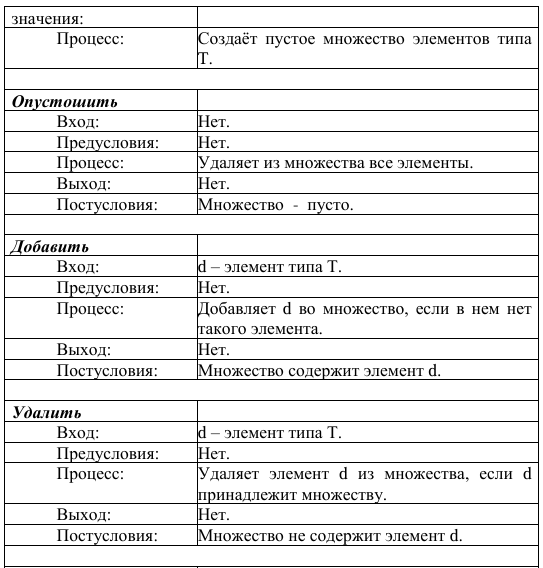 значения:
Процесс: Создаёт пустое множество элементов типа
Т.
Опустошить
Вход: Нет.
Предусловия: Нет.
Процесс: Удаляет из множества все элементы.
Выход: Нет.
Постусловия: Множество - пусто.
Добавить
Вход: d – элемент типа Т.
Предусловия: Нет.
Процесс: Добавляет d во множество, если в нем нет
такого элемента.
Выход: Нет.
Постусловия: Множество содержит элемент d.
Удалить
Вход: d – элемент типа Т.
Предусловия: Нет.
Процесс: Удаляет элемент d из множества, если d
принадлежит множеству.
Выход: Нет.
Постусловия: Множество не содержит элемент d.